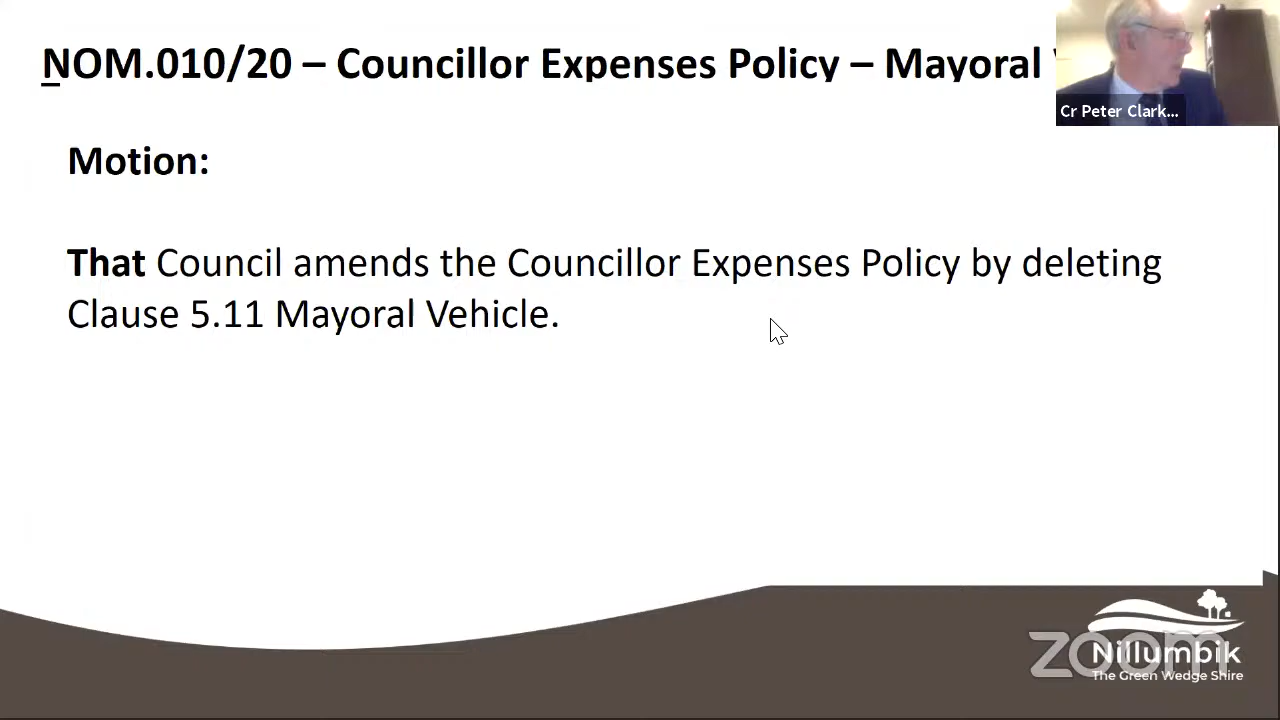 NOM.010/20 – Councillor Expenses Policy – Mayoral
Cr Peter Clark...
Motion:
That Council amends the Councillor Expenses Policy by deleting
Clause 5.11 Mayoral Vehicle.
zoom
Nillumbik
The Green Wedge Shire